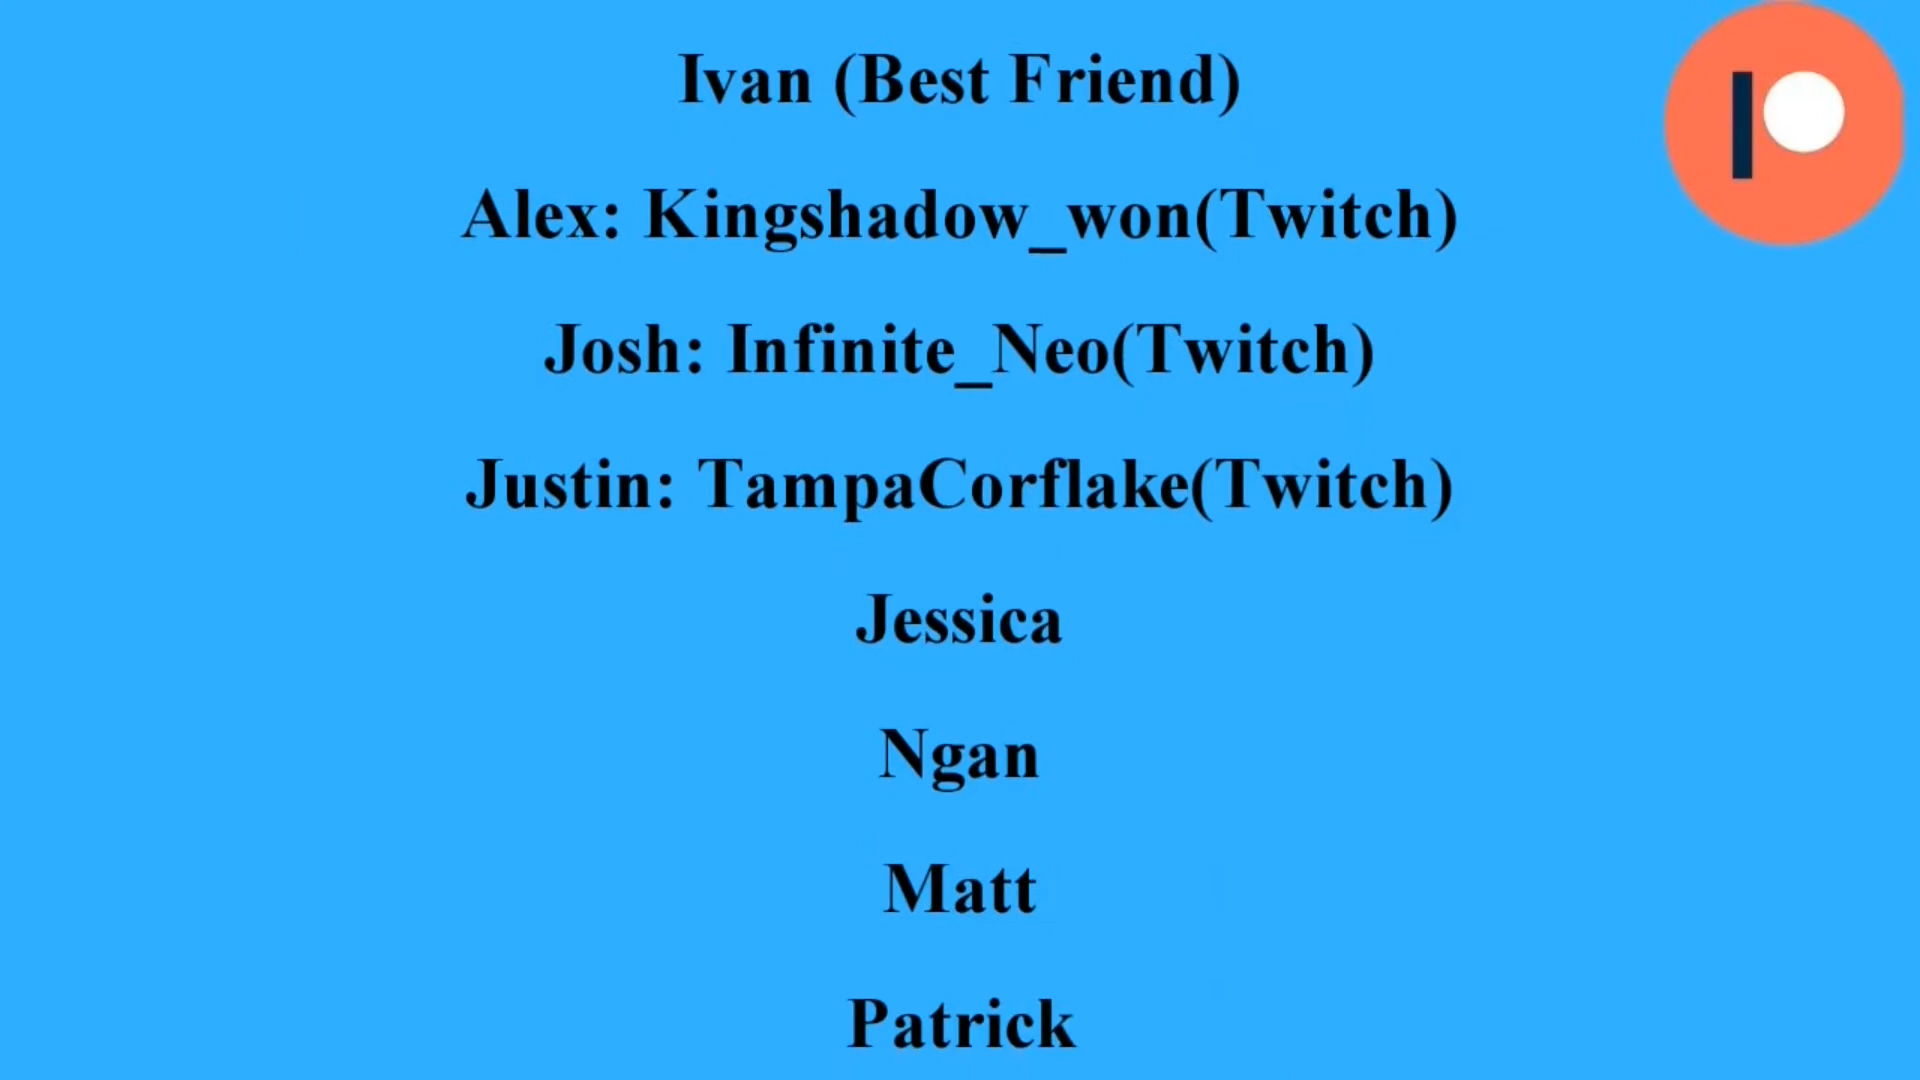 Ivan (Best Friend)
Alex: Kingshadow_won(Twitch)
Josh: Infinite_Neo(Twitch)
Justin: TampaCorflake(Twitch)
Jessica
Ngan
Matt
Patrick